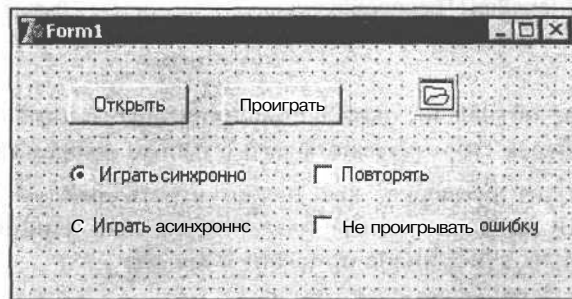 Form1
Открыть Проиграть
Играть синхронно Повторять
С Играть асинхроннс Не проигрывать ошибку